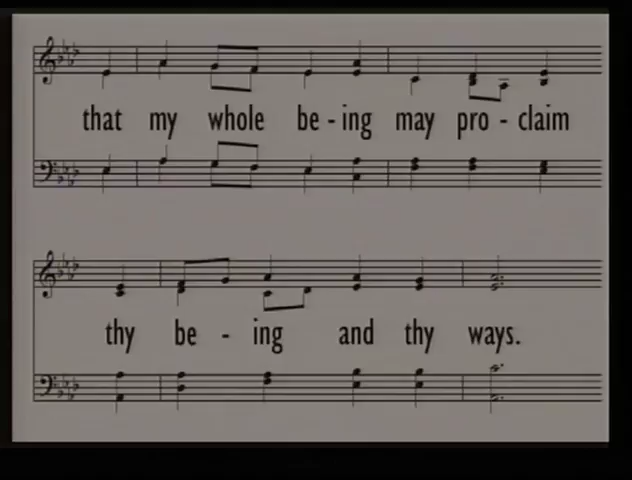 that my whole be - ing may pro - claim
thy be - ing and thy ways.